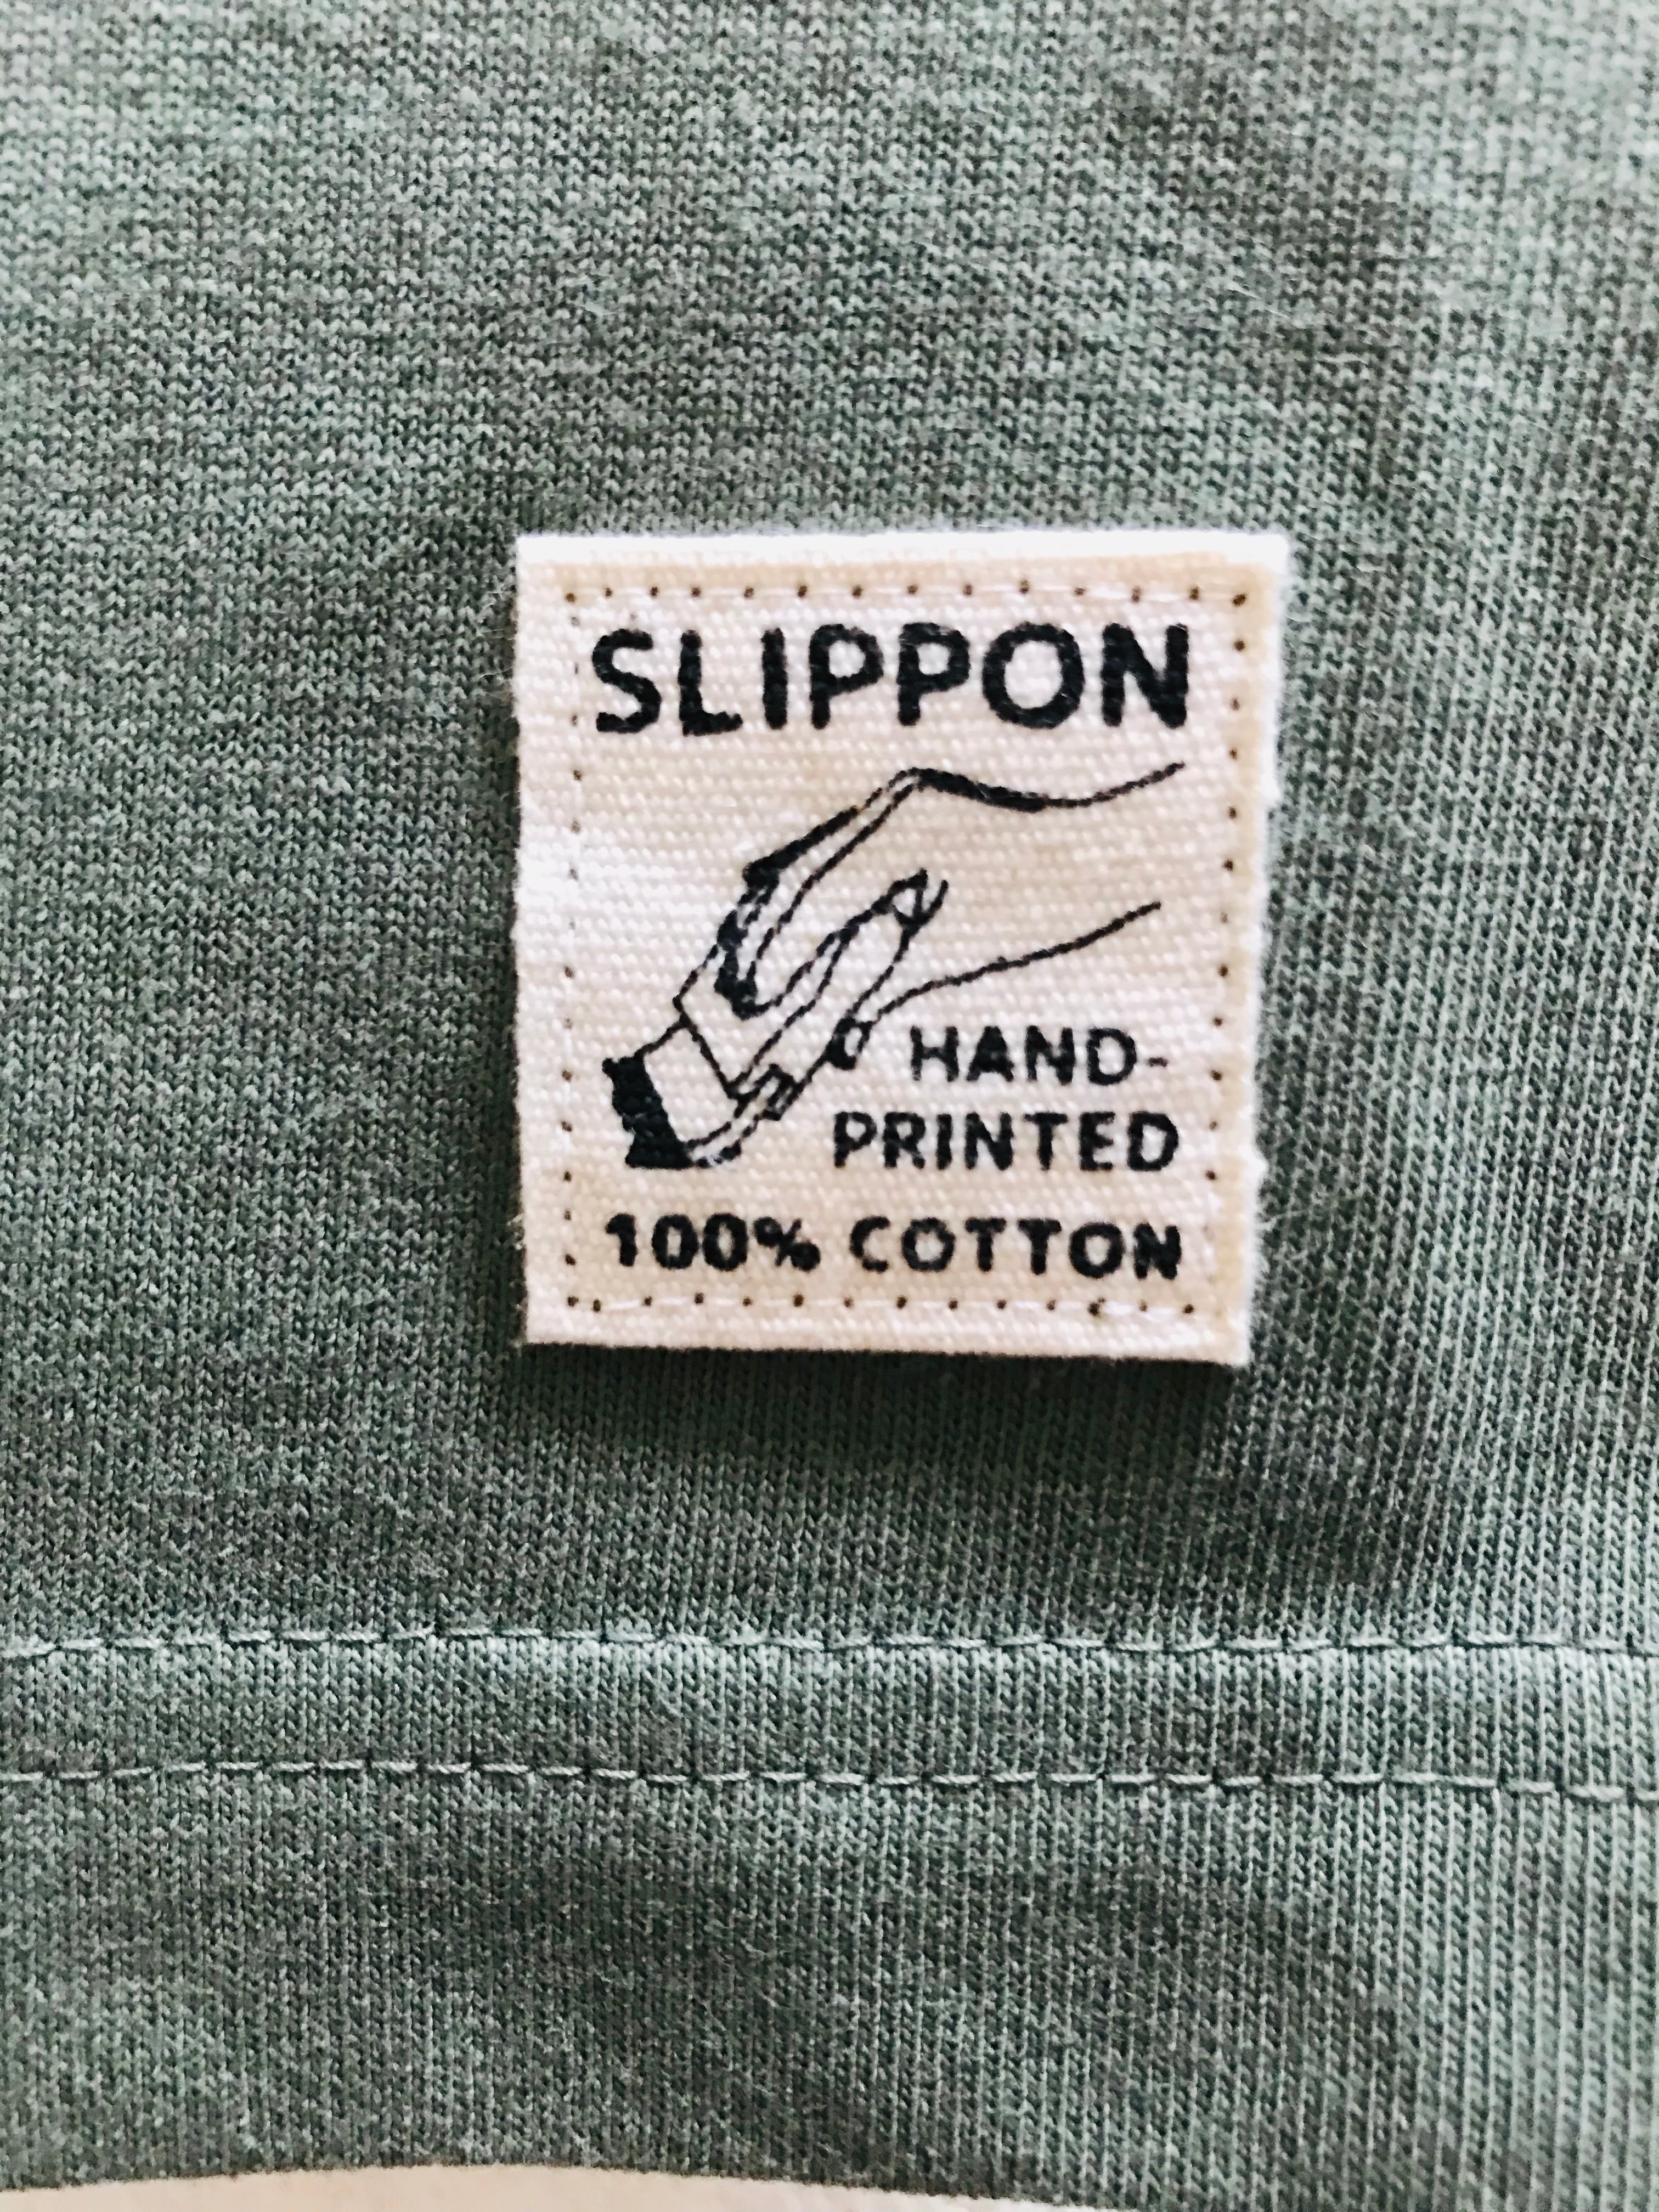 SLIPPON
HAND-
PRINTED
100% COTTON